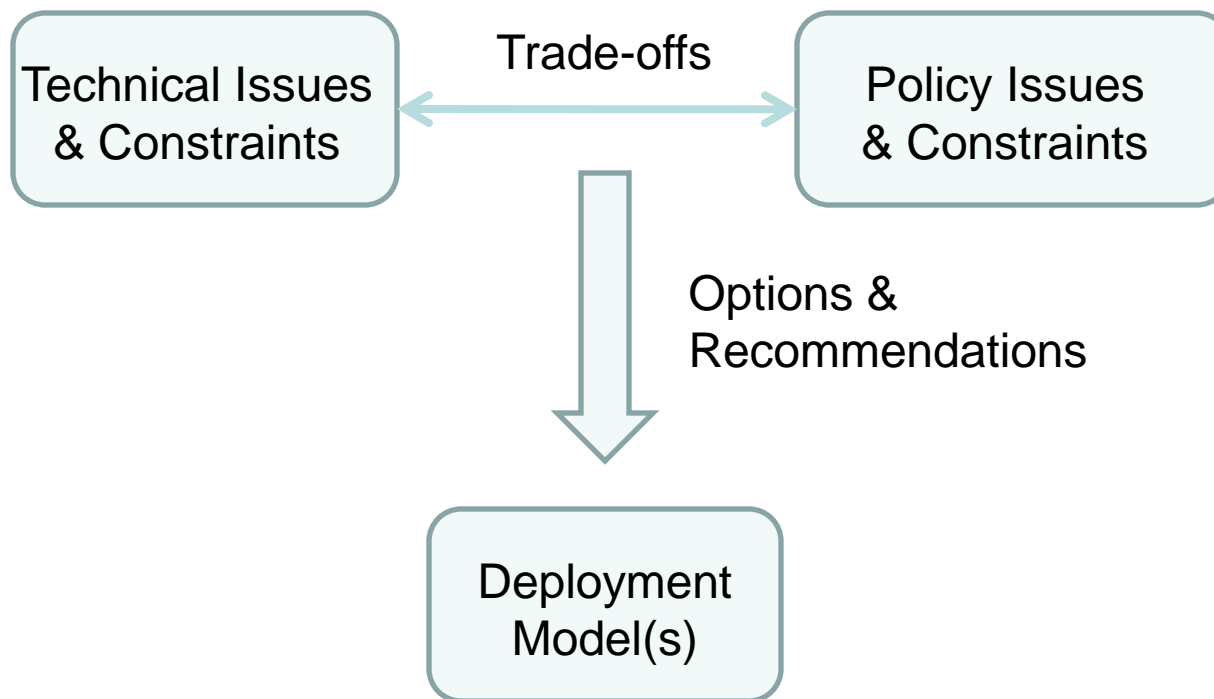 Trade-offs
Technical Issues
& Constraints
Policy Issues
& Constraints
Options &
Recommendations
Deployment
Model(s)